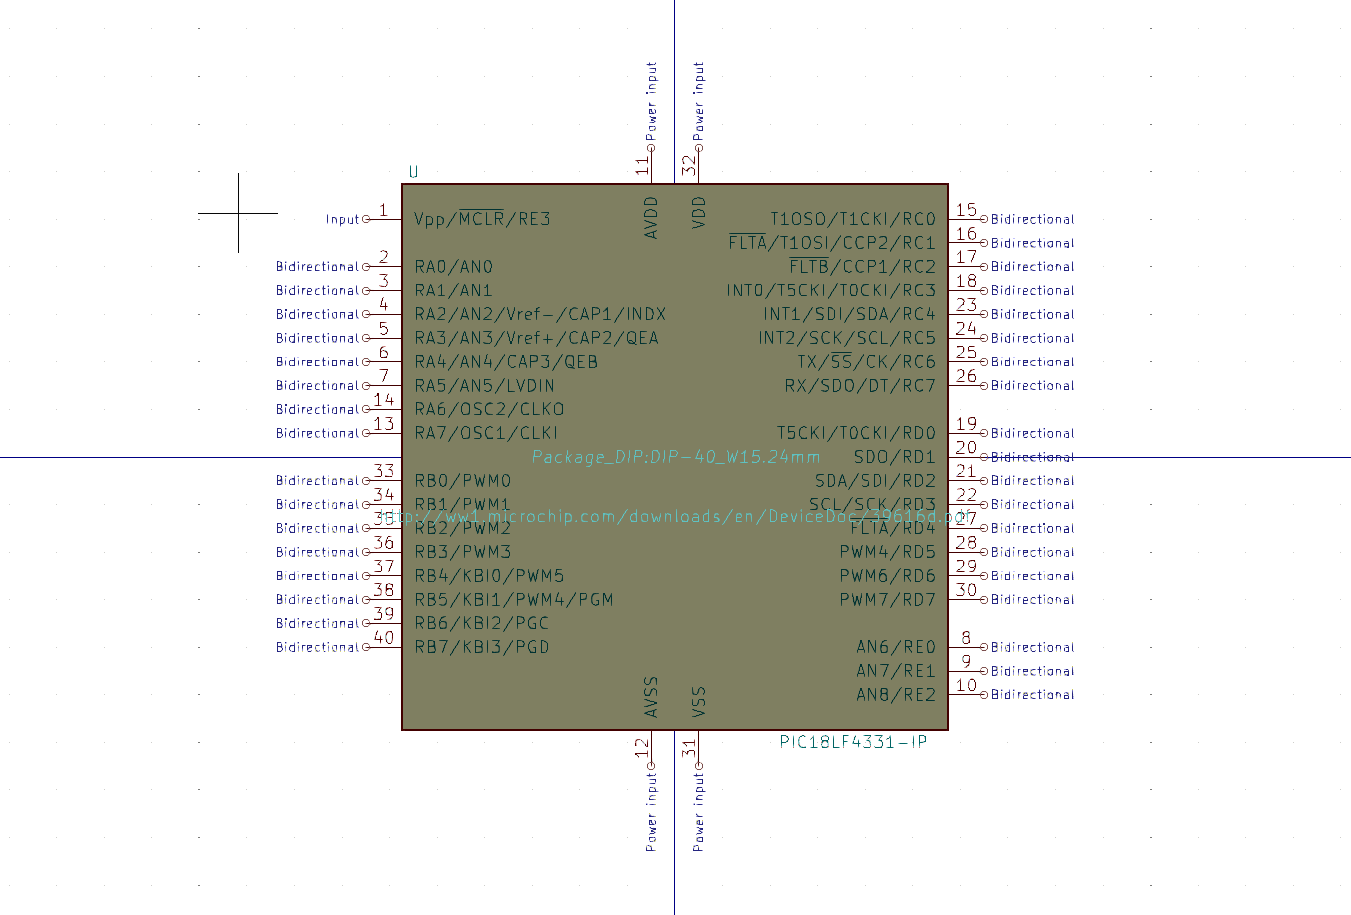 Power input
Power input
11
32
U
AVDD
VDD
Input 1 Vpp/MCLR/RE3
T1OSO/T1CKI/RC0 15 Bidirectional
FLTA/T1OSI/CCP2/RC1 16 Bidirectional
Bidirectional 2 RA0/AN0
FLTB/CCP1/RC2 17 Bidirectional
Bidirectional 3 RA1/AN1
INT0/T5CKI/T0CKI/RC3 18 Bidirectional
Bidirectional 4 RA2/AN2/Vref-/CAP1/INDX
INT1/SDI/SDA/RC4 23 Bidirectional
Bidirectional 5 RA3/AN3/Vref+/CAP2/QEA
INT2/SCK/SCL/RC5 24 Bidirectional
Bidirectional 6 RA4/AN4/CAP3/QEB
TX/SS/CK/RC6 25 Bidirectional
Bidirectional 7 RA5/AN5/LVDIN
RX/SDO/DT/RC7 26 Bidirectional
Bidirectional 14 RA6/OSC2/CLKO
Bidirectional 13 RA7/OSC1/CLKI
T5CKI/T0CKI/RD0 19 Bidirectional
Package_DIP:DIP-40_W15.24mm
SDO/RD1 20 Bidirectional
Bidirectional 33 RB0/PWM0
SDA/SDI/RD2 21 Bidirectional
Bidirectional 34 RB1/PWM1
SCL/SCK/RD3 22 Bidirectional
http://ww1.microchip.com/downloads/en/DeviceDoc/39616d.pdf
Bidirectional 35 RB2/PWM2
FLTA/RD4 27 Bidirectional
Bidirectional 36 RB3/PWM3
PWM4/RD5 28 Bidirectional
Bidirectional 37 RB4/KBI0/PWM5
PWM6/RD6 29 Bidirectional
Bidirectional 38 RB5/KBI1/PWM4/PGM
PWM7/RD7 30 Bidirectional
Bidirectional 39 RB6/KBI2/PGC
Bidirectional 40 RB7/KBI3/PGD
AN6/RE0 8 Bidirectional
AN7/RE1 9 Bidirectional
AN8/RE2 10 Bidirectional
AVSS
VSS
12
31
PIC18LF4331-IP
Power input
Power input